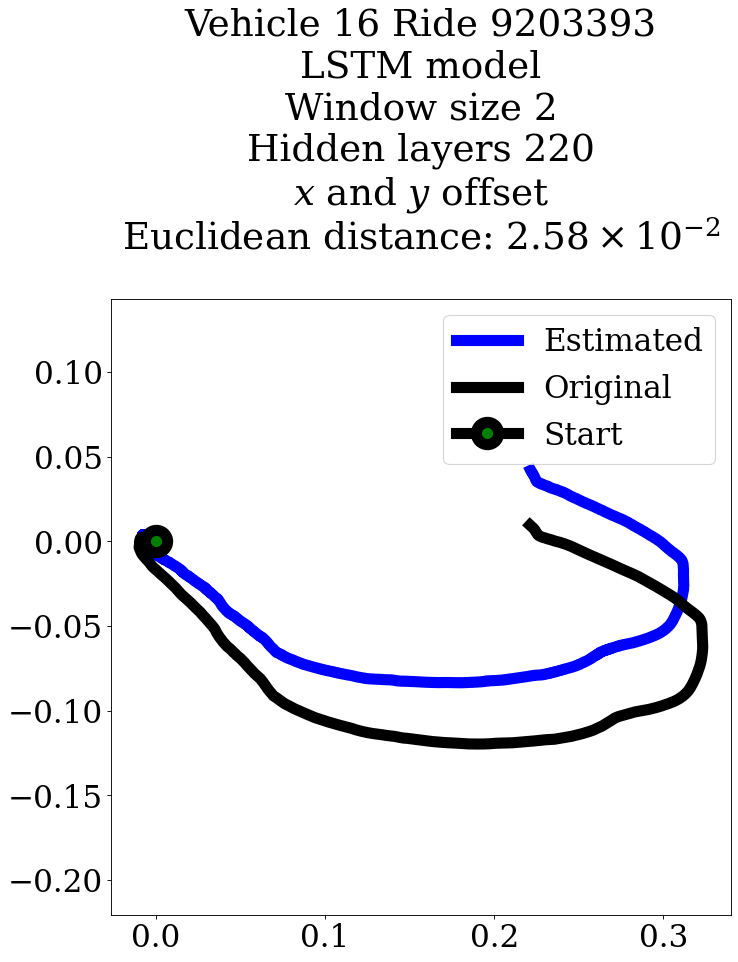 Vehicle 16 Ride 9203393
LSTM model
Window size 2
Hidden layers 220
x and y offset
Euclidean distance: 2.58 × 10⁻²
Estimated
Original
Start
0.10
0.05
0.00
−0.05
−0.10
−0.15
−0.20
0.0 0.1 0.2 0.3